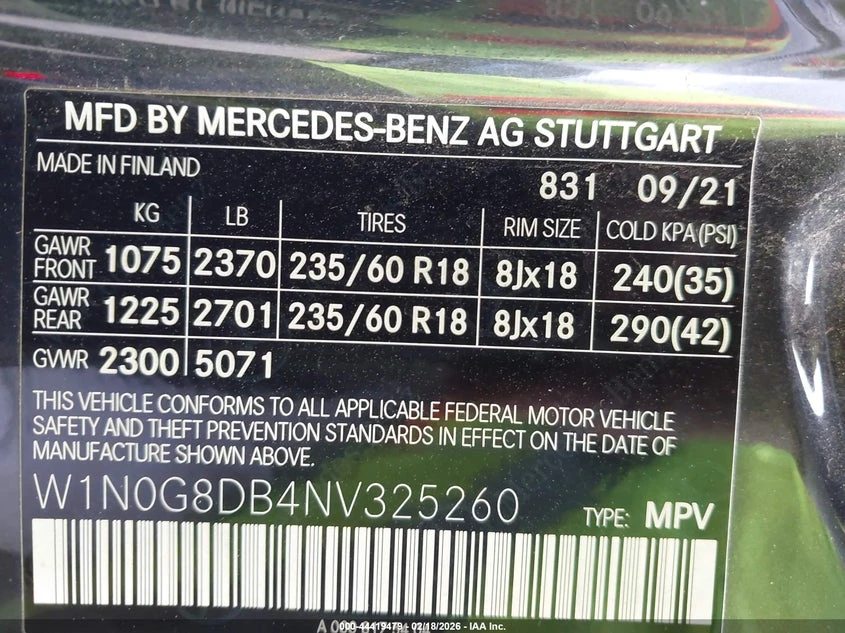 MFD BY MERCEDES-BENZ AG STUTTGART
MADE IN FINLAND
831 09/21
KG LB TIRES RIM SIZE COLD KPA(PSI)
GAWR FRONT 1075 2370 235/60 R18 8Jx18 240(35)
GAWR REAR 1225 2701 235/60 R18 8Jx18 290(42)
GVWR 2300 5071
THIS VEHICLE CONFORMS TO ALL APPLICABLE FEDERAL MOTOR VEHICLE
SAFETY AND THEFT PREVENTION STANDARDS IN EFFECT ON THE DATE OF
MANUFACTURE SHOWN ABOVE.
W1N0G8DB4NV325260 TYPE: MPV
000-44419479 - 02/18/2026 - IAA Inc.